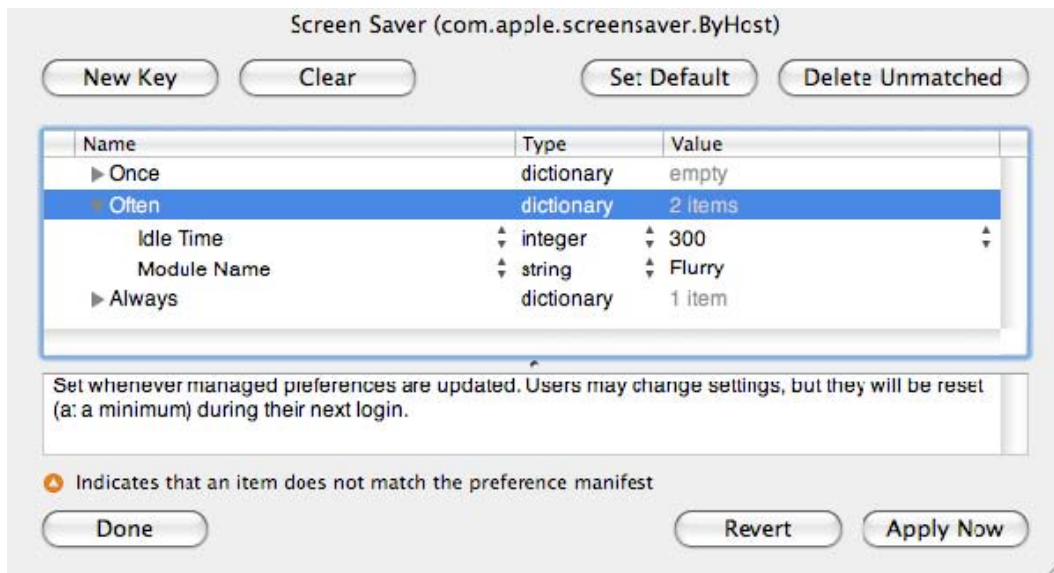 Screen Saver (com.apple.screensaver.ByHost)
New Key Clear Set Default Delete Unmatched
Name Type Value
Once dictionary empty
Often dictionary 2 items
Idle Time integer 300
Module Name string Flurry
Always dictionary 1 item
Set whenever managed preferences are updated. Users may change settings, but they will be reset
(at a minimum) during their next login.
Indicates that an item does not match the preference manifest
Done Revert Apply Now